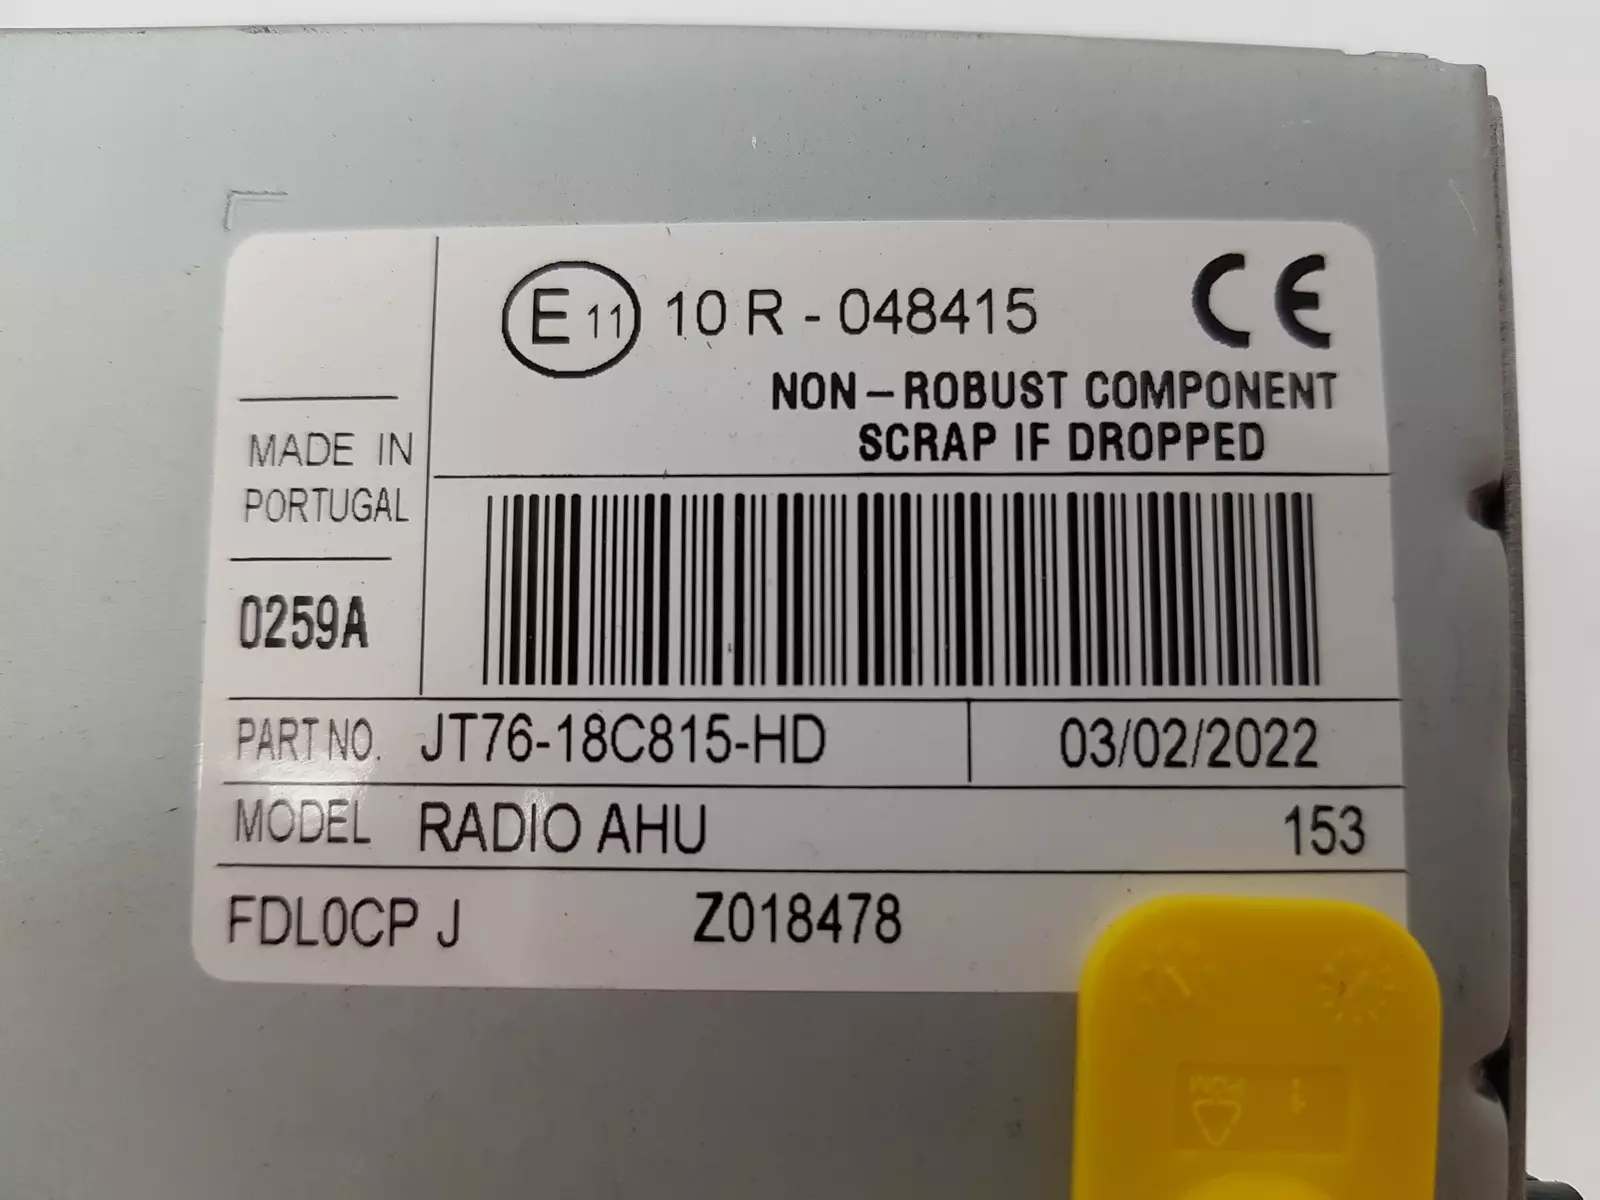 E 11 10 R - 048415 CE
NON-ROBUST COMPONENT
SCRAP IF DROPPED
MADE IN
PORTUGAL
0259A
PART NO. JT76-18C815-HD 03/02/2022
MODEL RADIO AHU 153
FDL0CP J Z018478